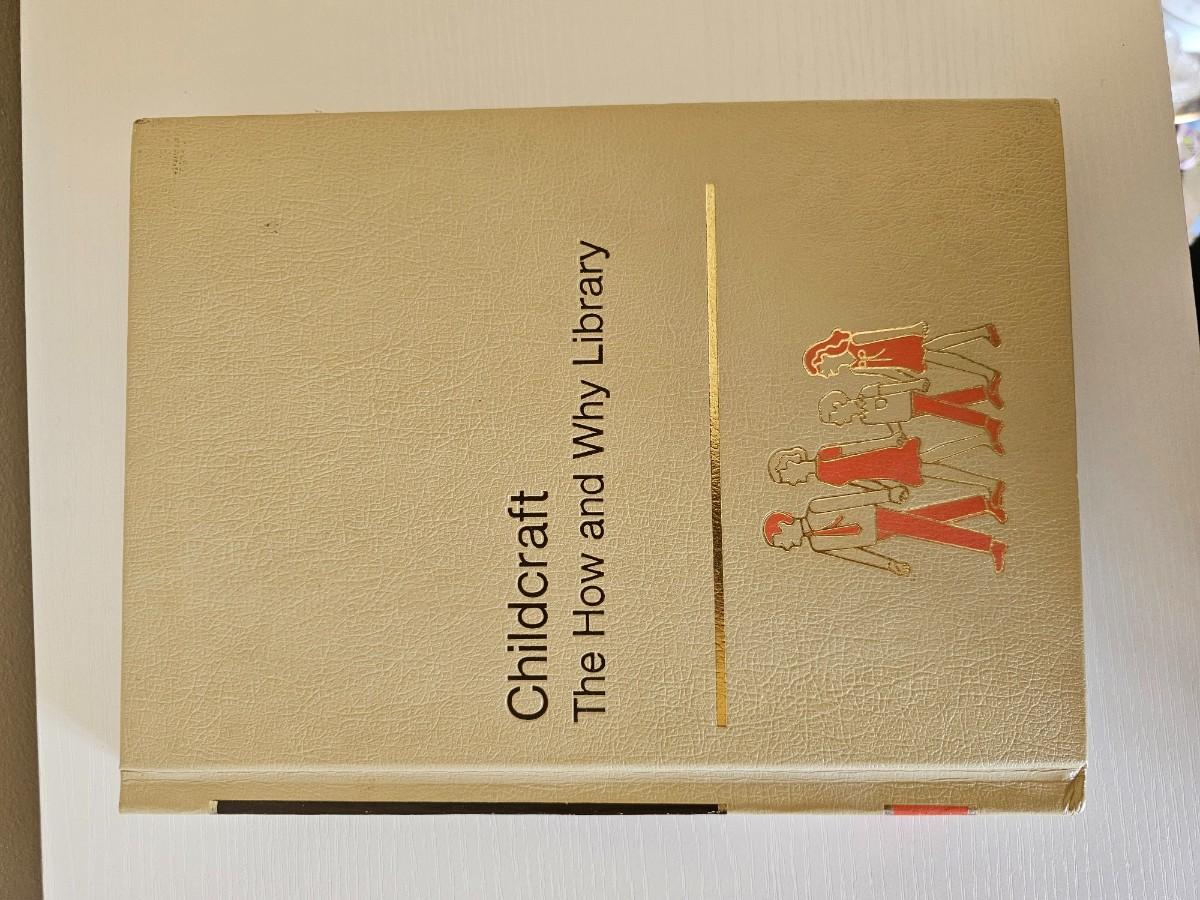 Childcraft
The How and Why Library